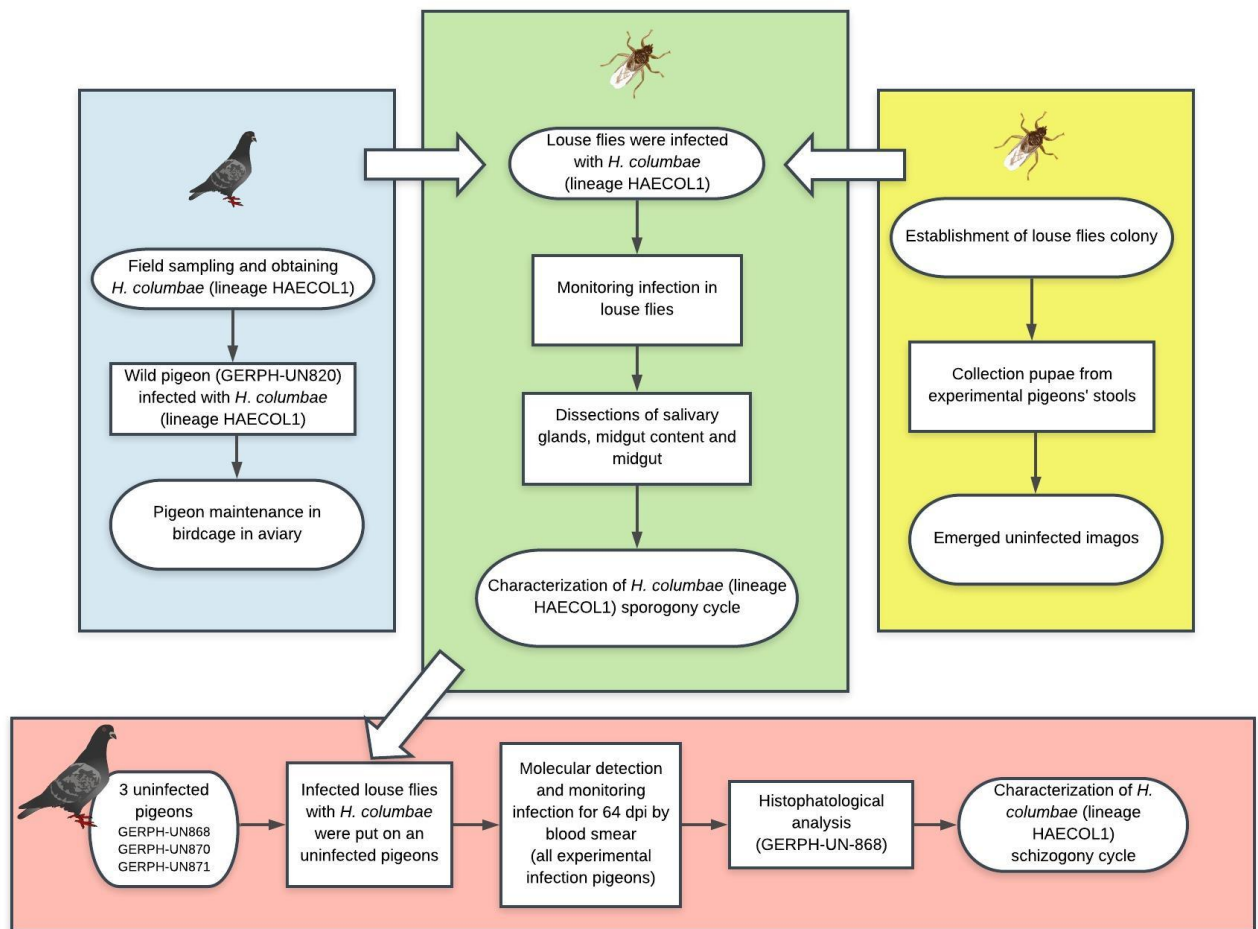 Field sampling and obtaining
H. columbae (lineage HAECOL1)
Wild pigeon (GERPH-UN820)
infected with H. columbae
(lineage HAECOL1)
Pigeon maintenance in
birdcage in aviary
Louse flies were infected
with H. columbae
(lineage HAECOL1)
Monitoring infection in
louse flies
Dissections of salivary
glands, midgut content and
midgut
Characterization of H. columbae (lineage
HAECOL1) sporogony cycle
Establishment of louse flies colony
Collection pupae from
experimental pigeons' stools
Emerged uninfected imagos
3 uninfected
pigeons
GERPH-UN868
GERPH-UN870
GERPH-UN871
Infected louse flies
with H. columbae
were put on an
uninfected pigeons
Molecular detection
and monitoring
infection for 64 dpi by
blood smear
(all experimental
infection pigeons)
Histophatological
analysis
(GERPH-UN-868)
Characterization of H.
columbae (lineage
HAECOL1)
schizogony cycle